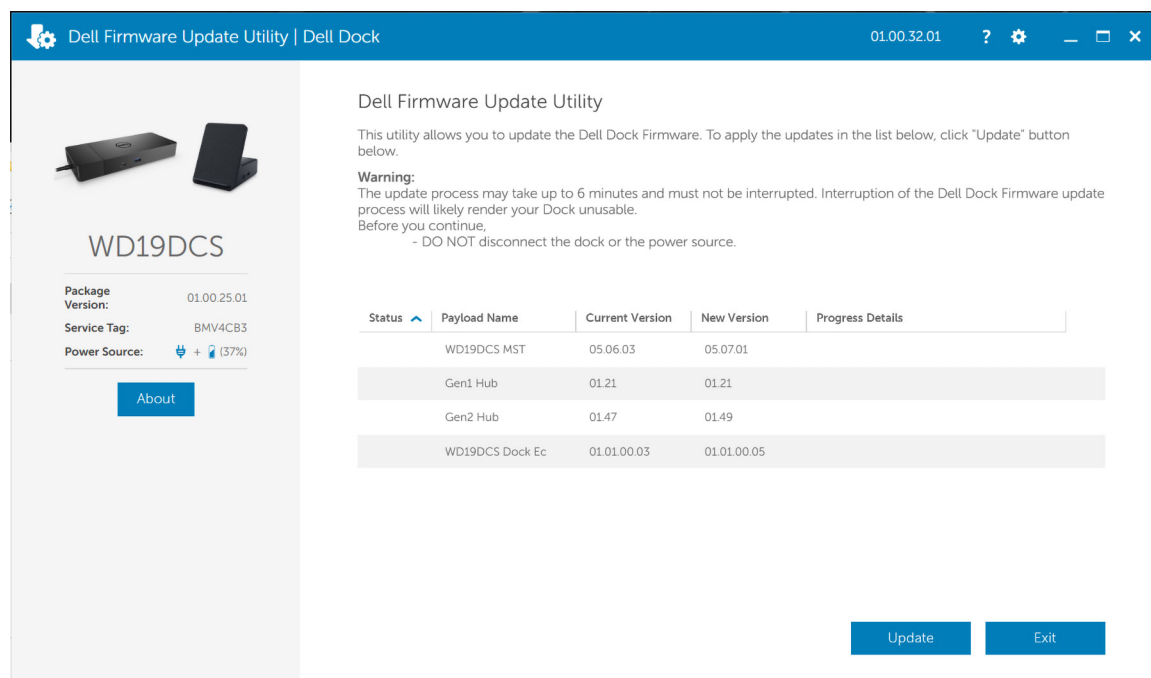 Dell Firmware Update Utility | Dell Dock
01.00.32.01
?
WD19DCS
Package Version:
01.00.25.01
Service Tag:
BMV4CB3
Power Source:
+ (37%)
About
Dell Firmware Update Utility
This utility allows you to update the Dell Dock Firmware. To apply the updates in the list below, click "Update" button
below.
Warning:
The update process may take up to 6 minutes and must not be interrupted. Interruption of the Dell Dock Firmware update
process will likely render your Dock unusable.
Before you continue,
- DO NOT disconnect the dock or the power source.
Status Payload Name Current Version New Version Progress Details
WD19DCS MST 05.06.03 05.07.01
Gen1 Hub 01.21 01.21
Gen2 Hub 01.47 01.49
WD19DCS Dock Ec 01.01.00.03 01.01.00.05
Update
Exit